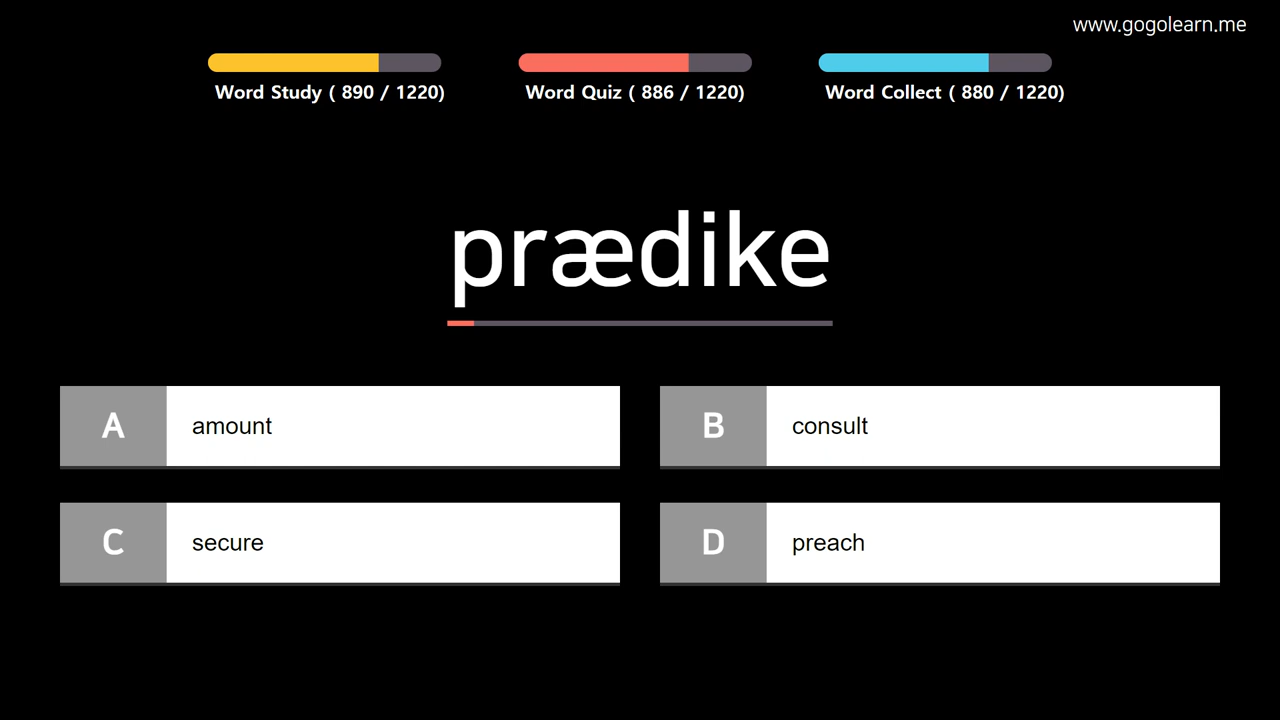 www.gogolearn.me
Word Study ( 890 / 1220)
Word Quiz ( 886 / 1220)
Word Collect ( 880 / 1220)
prædike
A
amount
B
consult
C
secure
D
preach